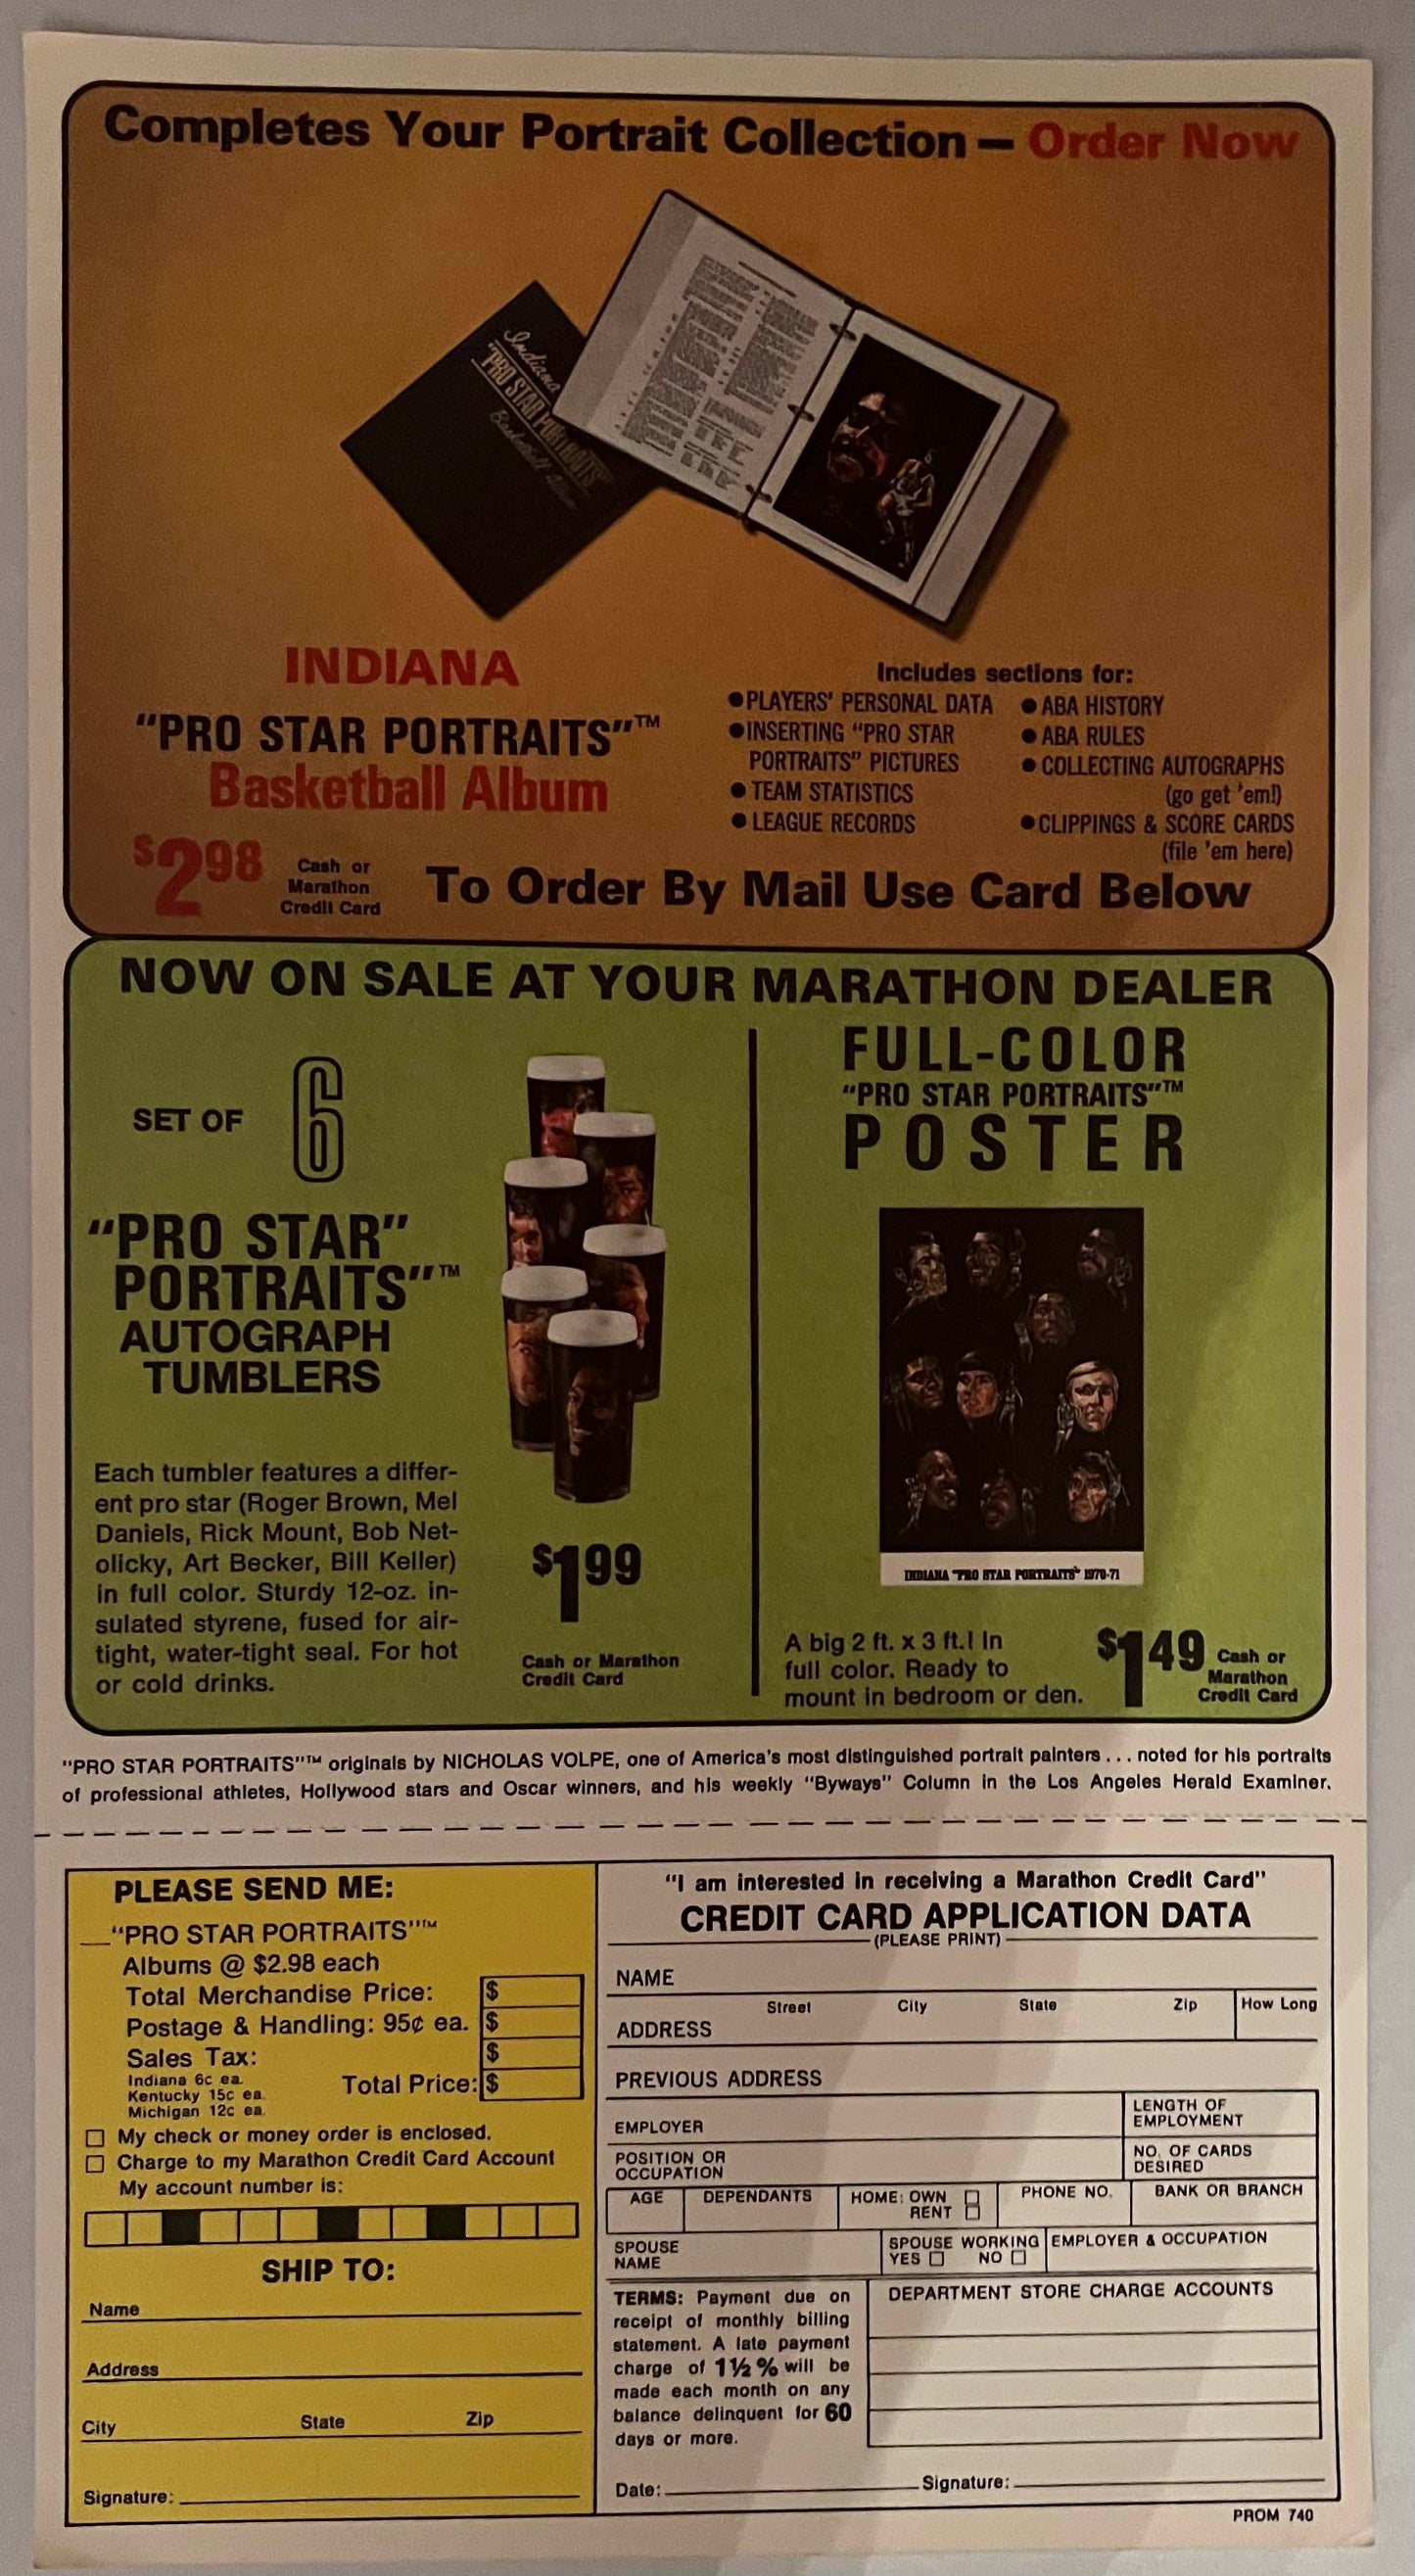 Completes Your Portrait Collection — Order Now
Indiana
"PRO STAR PORTRAITS"
Basketball Album
INDIANA
"PRO STAR PORTRAITS"™
Basketball Album
$2.98
Cash or
Marathon
Credit Card
Includes sections for:
● PLAYERS' PERSONAL DATA
● INSERTING "PRO STAR
PORTRAITS" PICTURES
● TEAM STATISTICS
● LEAGUE RECORDS
● ABA HISTORY
● ABA RULES
● COLLECTING AUTOGRAPHS
(go get 'em!)
● CLIPPINGS & SCORE CARDS
(file 'em here)
To Order By Mail Use Card Below
NOW ON SALE AT YOUR MARATHON DEALER
SET OF 6
"PRO STAR"
PORTRAITS"™
AUTOGRAPH
TUMBLERS
Each tumbler features a differ-
ent pro star (Roger Brown, Mel
Daniels, Rick Mount, Bob Net-
olicky, Art Becker, Bill Keller)
in full color. Sturdy 12-oz. in-
sulated styrene, fused for air-
tight, water-tight seal. For hot
or cold drinks.
$1.99
Cash or Marathon
Credit Card
FULL-COLOR
"PRO STAR PORTRAITS"™
POSTER
INDIANA "PRO STAR PORTRAITS" 1970-71
A big 2 ft. x 3 ft.! In
full color. Ready to
mount in bedroom or den.
$1.49
Cash or
Marathon
Credit Card
"PRO STAR PORTRAITS"™ originals by NICHOLAS VOLPE, one of America's most distinguished portrait painters . . . noted for his portraits
of professional athletes, Hollywood stars and Oscar winners, and his weekly "Byways" Column in the Los Angeles Herald Examiner.
PLEASE SEND ME:
__"PRO STAR PORTRAITS"™
Albums @ $2.98 each
Total Merchandise Price: $
Postage & Handling: 95¢ ea. $
Sales Tax: $
Indiana 6c ea.
Kentucky 15c ea.
Michigan 12c ea.
Total Price: $
☐ My check or money order is enclosed.
☐ Charge to my Marathon Credit Card Account
My account number is:
SHIP TO:
Name
Address
City State Zip
Signature:
"I am interested in receiving a Marathon Credit Card"
CREDIT CARD APPLICATION DATA
(PLEASE PRINT)
NAME
Street City State Zip How Long
ADDRESS
PREVIOUS ADDRESS
EMPLOYER
LENGTH OF
EMPLOYMENT
POSITION OR
OCCUPATION
NO. OF CARDS
DESIRED
AGE DEPENDANTS HOME: OWN ☐
RENT ☐
PHONE NO. BANK OR BRANCH
SPOUSE
NAME
SPOUSE WORKING
YES ☐ NO ☐
EMPLOYER & OCCUPATION
TERMS: Payment due on
receipt of monthly billing
statement. A late payment
charge of 1½% will be
made each month on any
balance delinquent for 60
days or more.
DEPARTMENT STORE CHARGE ACCOUNTS
Date: Signature:
PROM 740